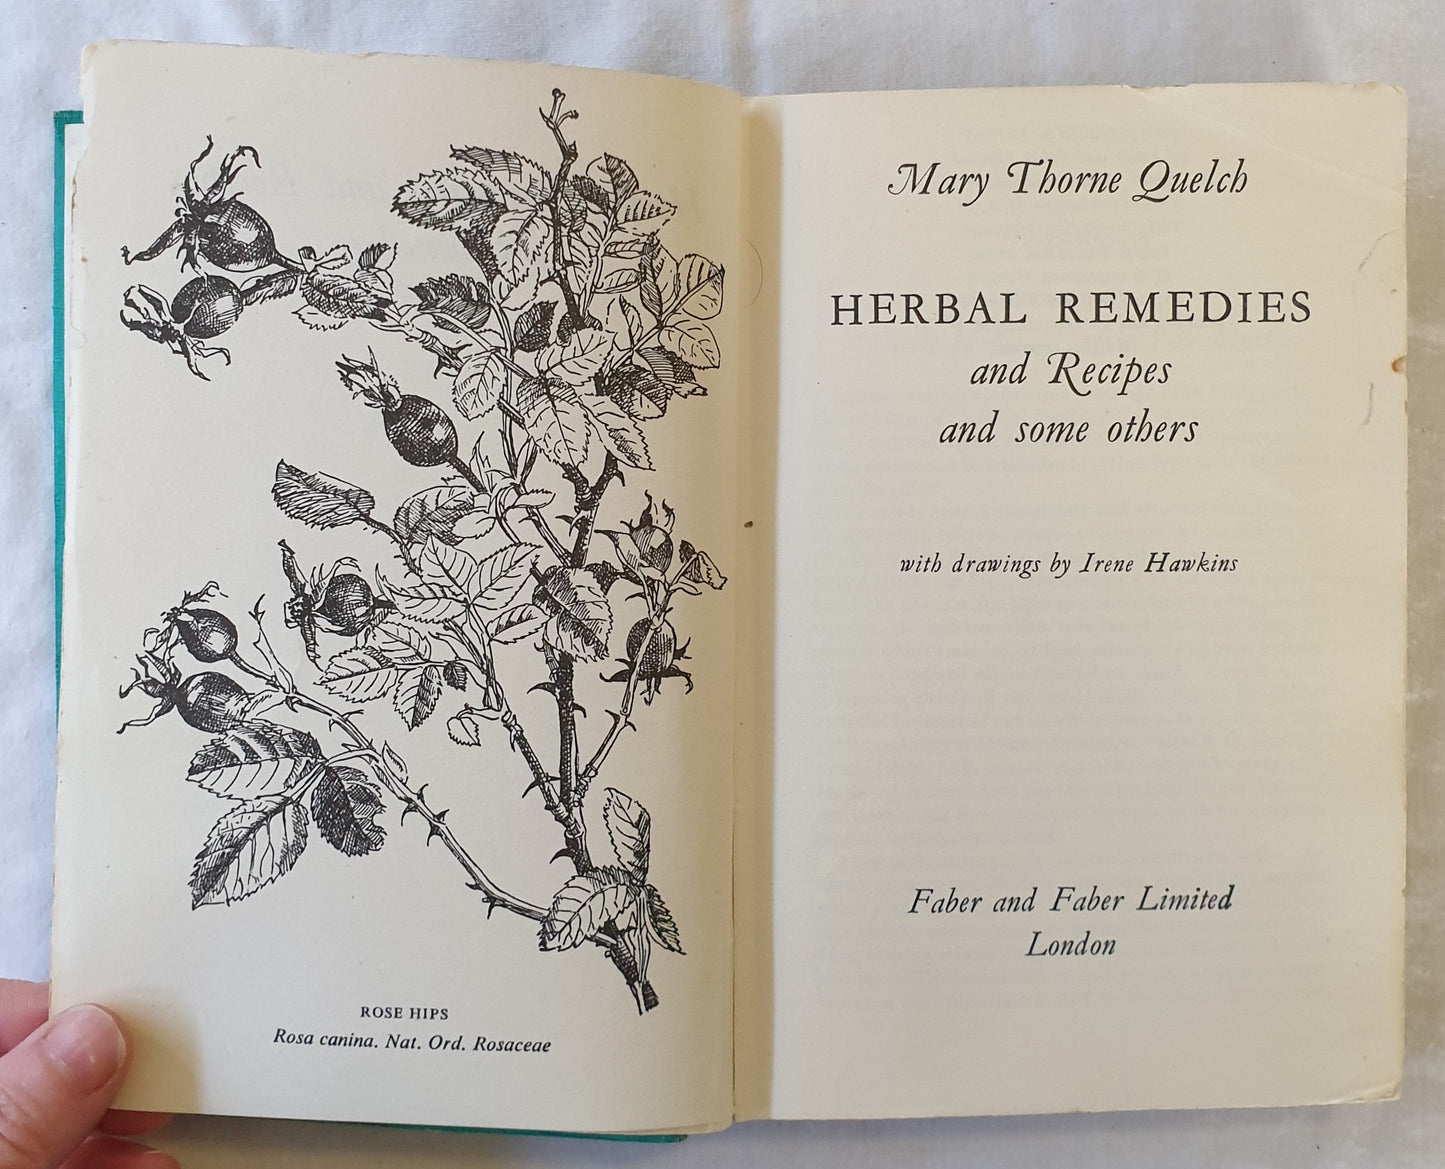 ROSE HIPS
Rosa canina. Nat. Ord. Rosaceae
Mary Thorne Quelch
HERBAL REMEDIES
and Recipes
and some others
with drawings by Irene Hawkins
Faber and Faber Limited
London